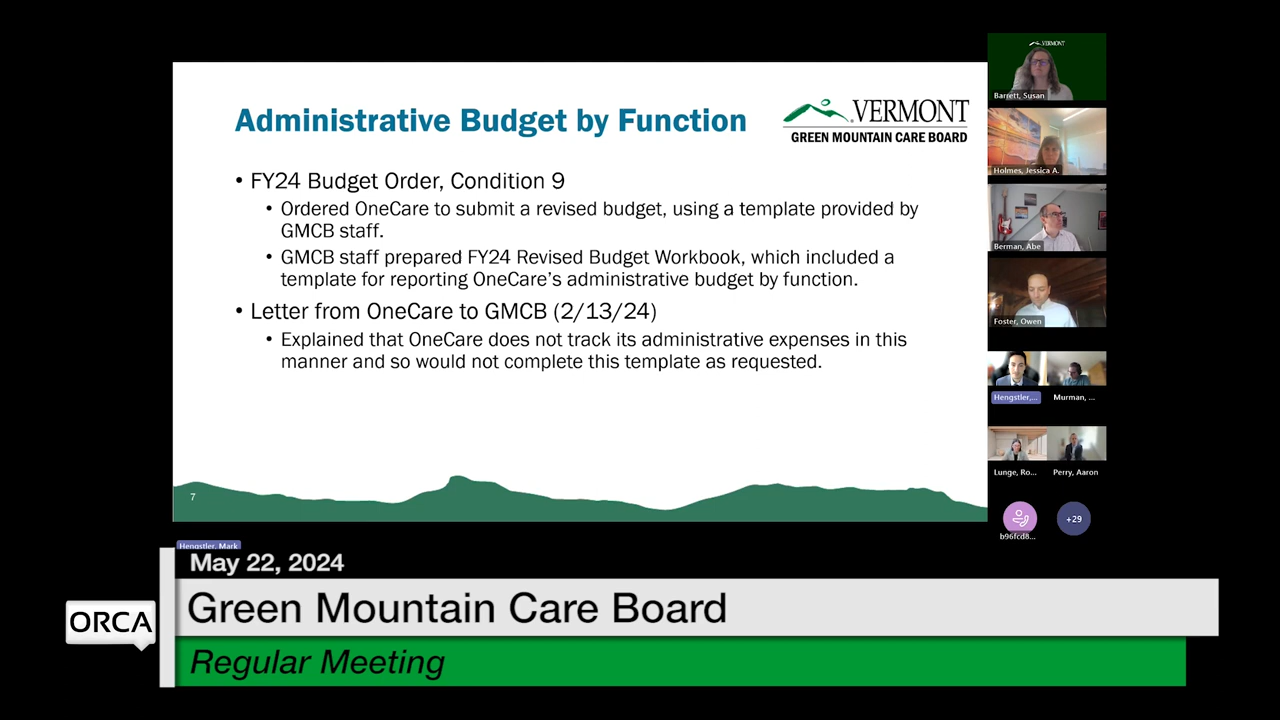 Administrative Budget by Function
VERMONT
GREEN MOUNTAIN CARE BOARD
• FY24 Budget Order, Condition 9
• Ordered OneCare to submit a revised budget, using a template provided by
GMCB staff.
• GMCB staff prepared FY24 Revised Budget Workbook, which included a
template for reporting OneCare's administrative budget by function.
• Letter from OneCare to GMCB (2/13/24)
• Explained that OneCare does not track its administrative expenses in this
manner and so would not complete this template as requested.
7
VERMONT
Barrett, Susan
Holmes, Jessica A.
Berman, Abe
Foster, Owen
Hengstler,...
Murman, ...
Lunge, Ro...
Perry, Aaron
b96fcd8...
+29
Hengstler, Mark
May 22, 2024
ORCA
Green Mountain Care Board
Regular Meeting